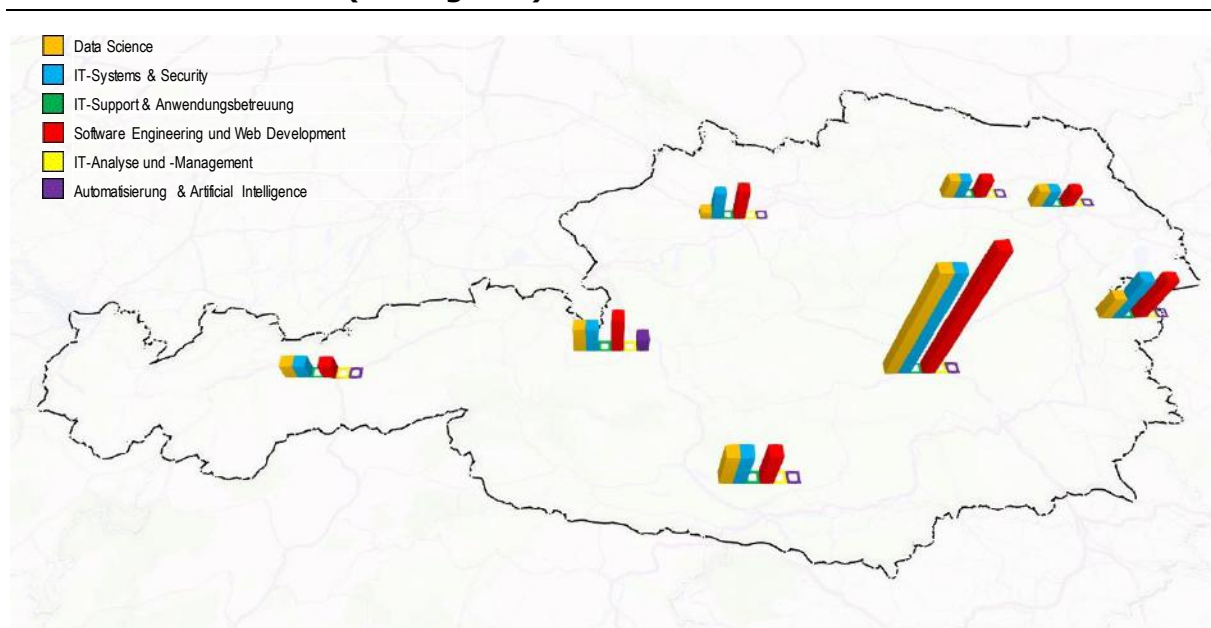 Data Science
IT-Systems & Security
IT-Support & Anwendungsbetreuung
Software Engineering und Web Development
IT-Analyse und -Management
Automatisierung & Artificial Intelligence